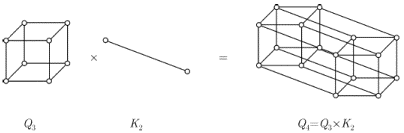 × =
Q₃ K₂ Q₄=Q₃×K₂